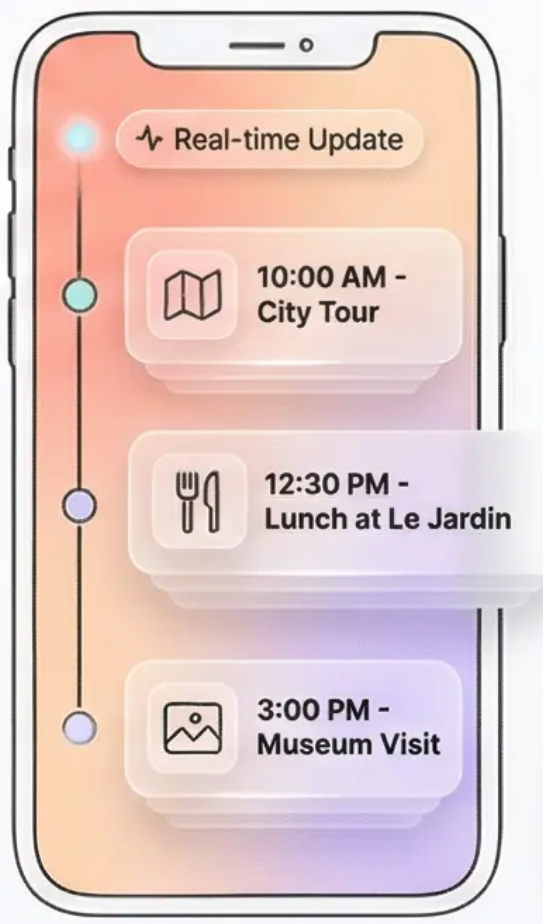 Real-time Update
10:00 AM -
City Tour
12:30 PM -
Lunch at Le Jardin
3:00 PM -
Museum Visit